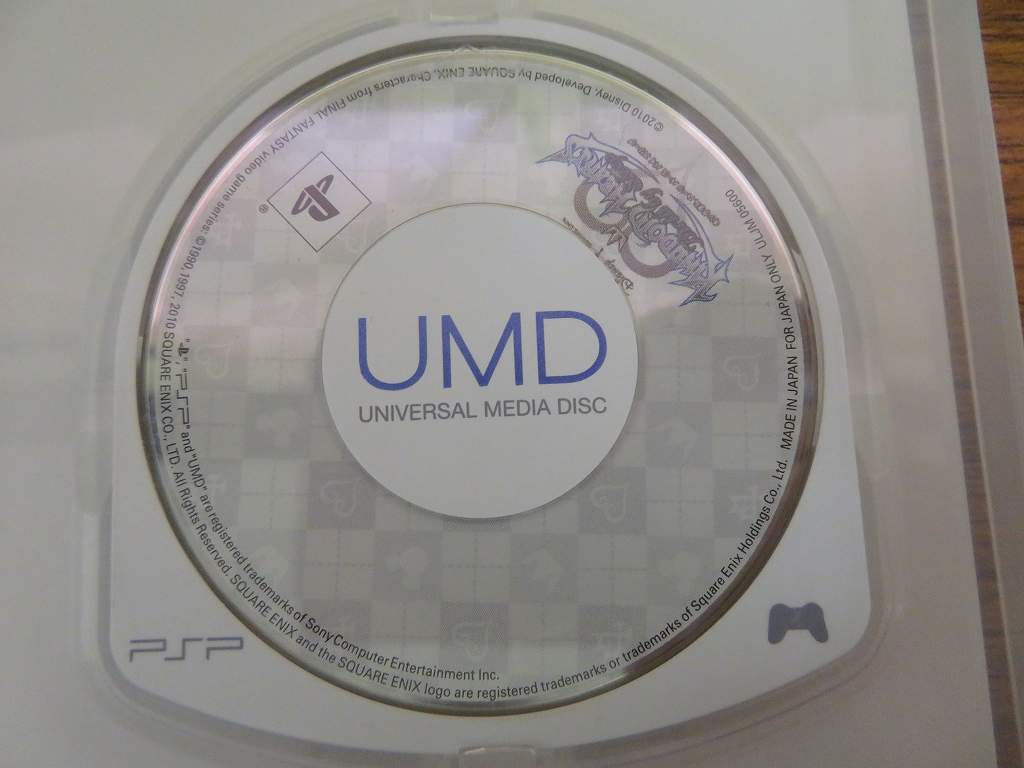 UMD
UNIVERSAL MEDIA DISC
©2010 Disney. Developed by SQUARE ENIX. Characters from FINAL FANTASY video game series: ©1990, 1997, 2010 SQUARE ENIX CO., LTD. All Rights Reserved. SQUARE ENIX and the SQUARE ENIX logo are registered trademarks or trademarks of Square Enix Holdings Co., Ltd. MADE IN JAPAN FOR JAPAN ONLY ULJM 05600
", "PSP" and "UMD" are registered trademarks of Sony Computer Entertainment Inc.
®
KINGDOM HEARTS
Disney
PSP